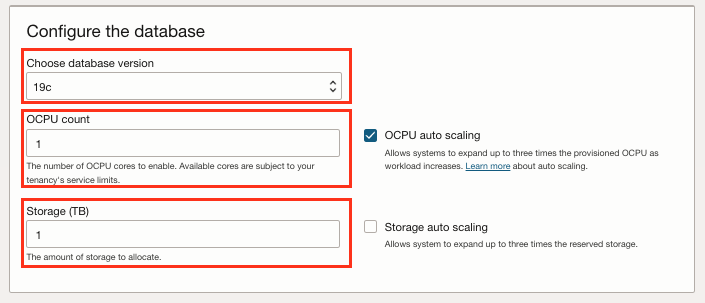 Configure the database
Choose database version
19c
OCPU count
1
The number of OCPU cores to enable. Available cores are subject to your
tenancy's service limits.
OCPU auto scaling
Allows systems to expand up to three times the provisioned OCPU as
workload increases. Learn more about auto scaling.
Storage (TB)
1
The amount of storage to allocate.
Storage auto scaling
Allows system to expand up to three times the reserved storage.